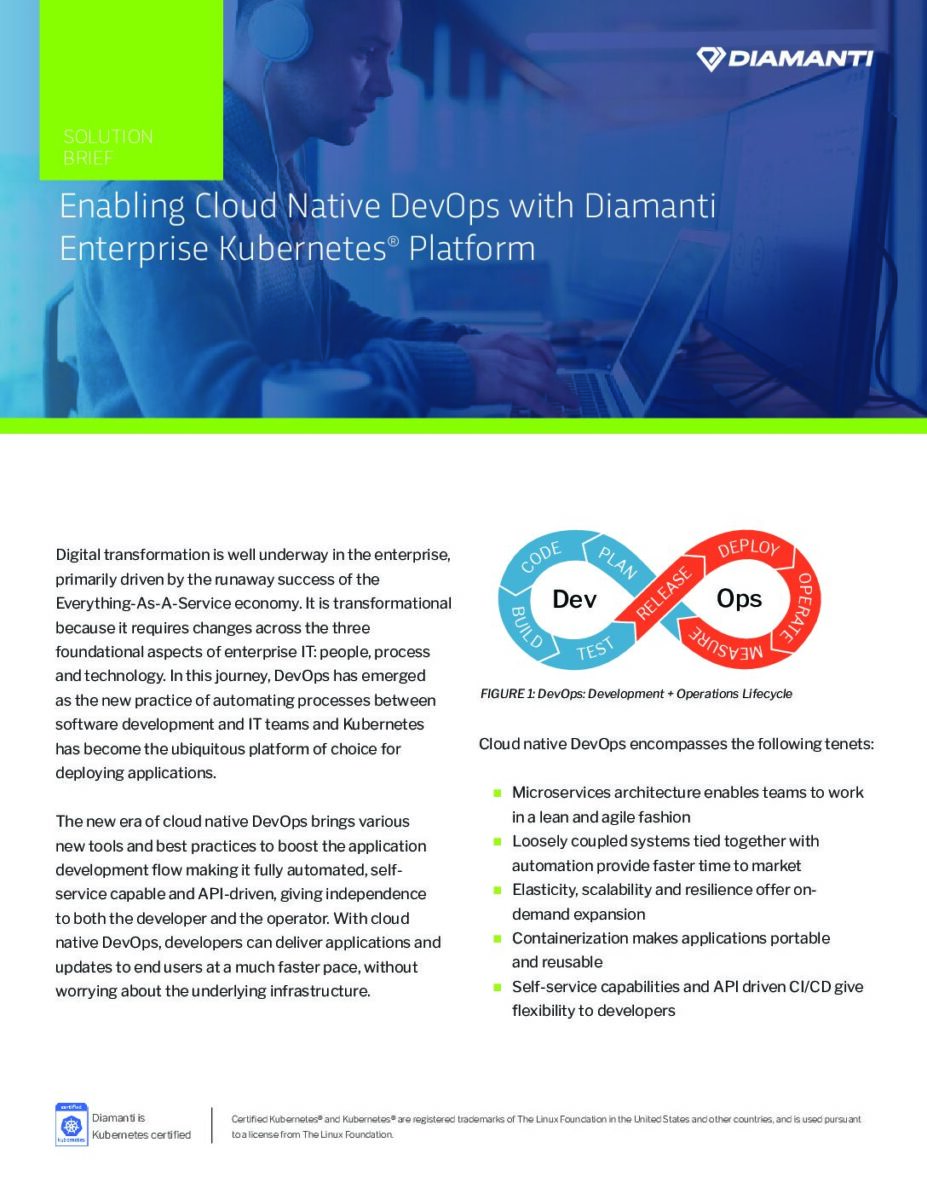 DIAMANTI
SOLUTION
BRIEF
Enabling Cloud Native DevOps with Diamanti
Enterprise Kubernetes® Platform
Digital transformation is well underway in the enterprise,
primarily driven by the runaway success of the
Everything-As-A-Service economy. It is transformational
because it requires changes across the three
foundational aspects of enterprise IT: people, process
and technology. In this journey, DevOps has emerged
as the new practice of automating processes between
software development and IT teams and Kubernetes
has become the ubiquitous platform of choice for
deploying applications.
The new era of cloud native DevOps brings various
new tools and best practices to boost the application
development flow making it fully automated, self-
service capable and API-driven, giving independence
to both the developer and the operator. With cloud
native DevOps, developers can deliver applications and
updates to end users at a much faster pace, without
worrying about the underlying infrastructure.
Dev
Ops
PLAN
CODE
BUILD
TEST
RELEASE
DEPLOY
OPERATE
MEASURE
FIGURE 1: DevOps: Development + Operations Lifecycle
Cloud native DevOps encompasses the following tenets:
Microservices architecture enables teams to work
in a lean and agile fashion
Loosely coupled systems tied together with
automation provide faster time to market
Elasticity, scalability and resilience offer on-
demand expansion
Containerization makes applications portable
and reusable
Self-service capabilities and API driven CI/CD give
flexibility to developers
certified
kubernetes
Diamanti is
Kubernetes certified
Certified Kubernetes® and Kubernetes® are registered trademarks of The Linux Foundation in the United States and other countries, and is used pursuant
to a license from The Linux Foundation.